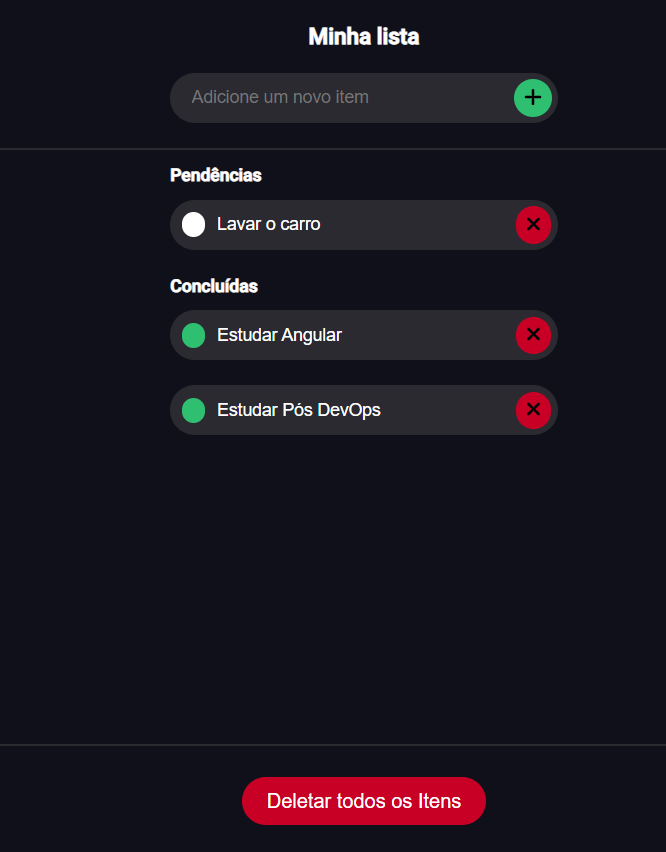 Minha lista
Adicione um novo item
Pendências
Lavar o carro
Concluídas
Estudar Angular
Estudar Pós DevOps
Deletar todos os Itens